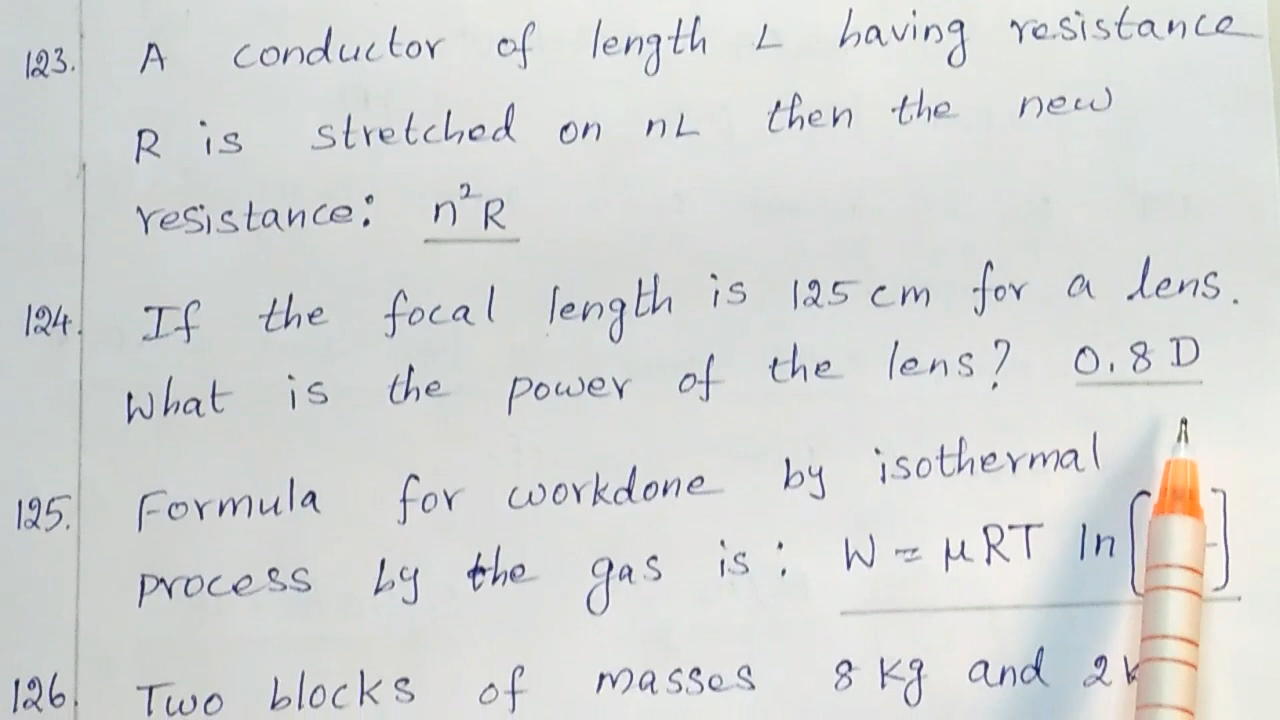 123. A conductor of length L having resistance
R is stretched on nL then the new
resistance: n²R
124. If the focal length is 125 cm for a lens.
What is the power of the lens? 0.8 D
125. Formula for workdone by isothermal
process by the gas is: W = μRT ln [ ]
126. Two blocks of masses 8 kg and 2